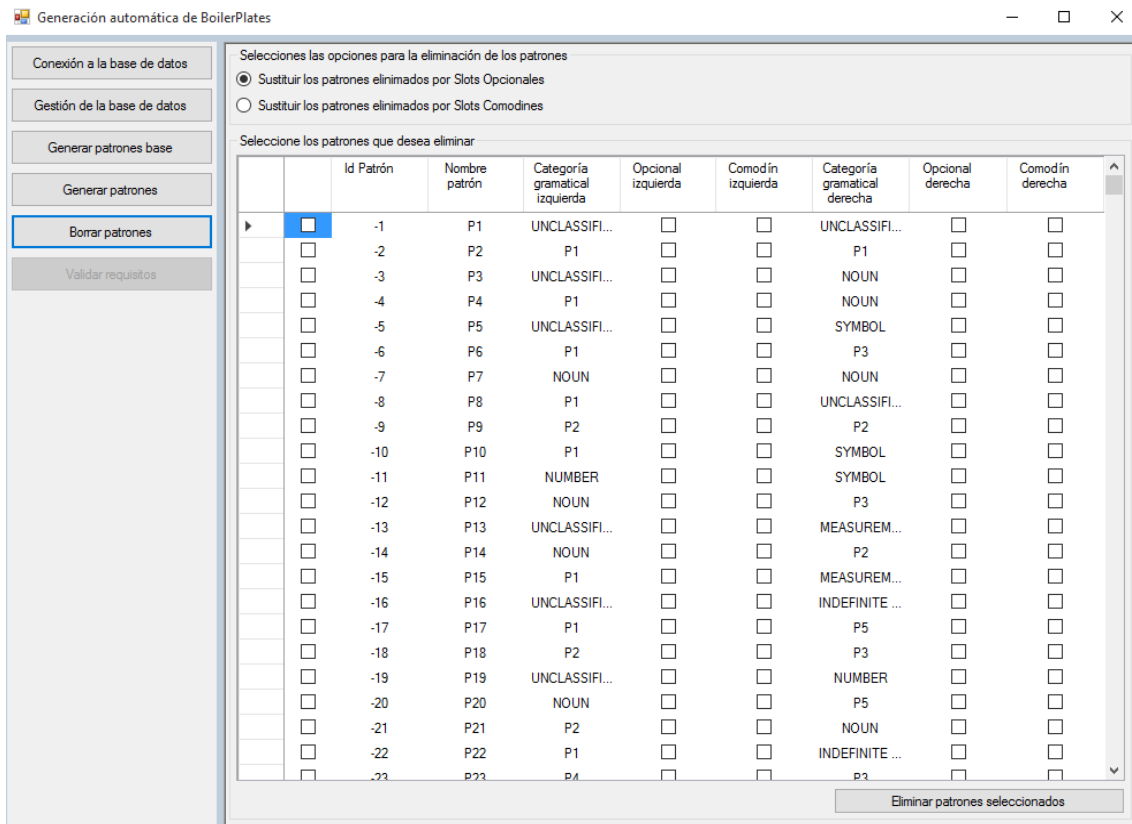 Generación automática de BoilerPlates
Conexión a la base de datos
Gestión de la base de datos
Generar patrones base
Generar patrones
Borrar patrones
Validar requisitos
Selecciones las opciones para la eliminación de los patrones
Sustituir los patrones elinimados por Slots Opcionales
Sustituir los patrones elinimados por Slots Comodines
Seleccione los patrones que desea eliminar
Id Patrón Nombre patrón Categoría gramatical izquierda Opcional izquierda Comodín izquierda Categoría gramatical derecha Opcional derecha Comodín derecha
-1 P1 UNCLASSIFI... UNCLASSIFI...
-2 P2 P1 P1
-3 P3 UNCLASSIFI... NOUN
-4 P4 P1 NOUN
-5 P5 UNCLASSIFI... SYMBOL
-6 P6 P1 P3
-7 P7 NOUN NOUN
-8 P8 P1 UNCLASSIFI...
-9 P9 P2 P2
-10 P10 P1 SYMBOL
-11 P11 NUMBER SYMBOL
-12 P12 NOUN P3
-13 P13 UNCLASSIFI... MEASUREM...
-14 P14 NOUN P2
-15 P15 P1 MEASUREM...
-16 P16 UNCLASSIFI... INDEFINITE ...
-17 P17 P1 P5
-18 P18 P2 P3
-19 P19 UNCLASSIFI... NUMBER
-20 P20 NOUN P5
-21 P21 P2 NOUN
-22 P22 P1 INDEFINITE ...
-23 P23 P4 P3
Eliminar patrones seleccionados